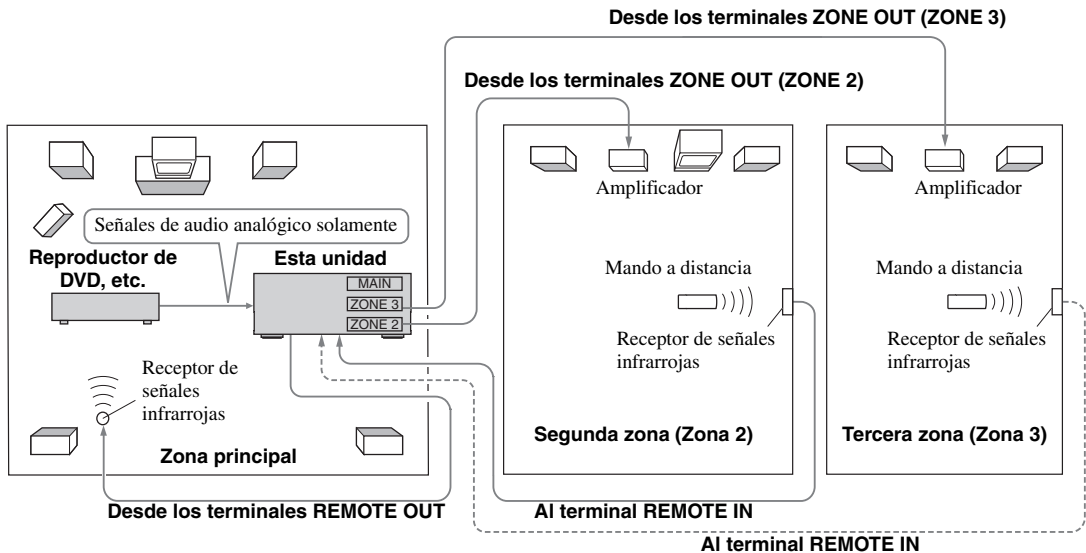 Desde los terminales ZONE OUT (ZONE 3)
Desde los terminales ZONE OUT (ZONE 2)
Señales de audio analógico solamente
Reproductor de
DVD, etc.
Esta unidad
MAIN
ZONE 3
ZONE 2
Receptor de
señales
infrarrojas
Zona principal
Desde los terminales REMOTE OUT
Amplificador
Mando a distancia
Receptor de señales
infrarrojas
Segunda zona (Zona 2)
Al terminal REMOTE IN
Amplificador
Mando a distancia
Receptor de señales
infrarrojas
Tercera zona (Zona 3)
Al terminal REMOTE IN